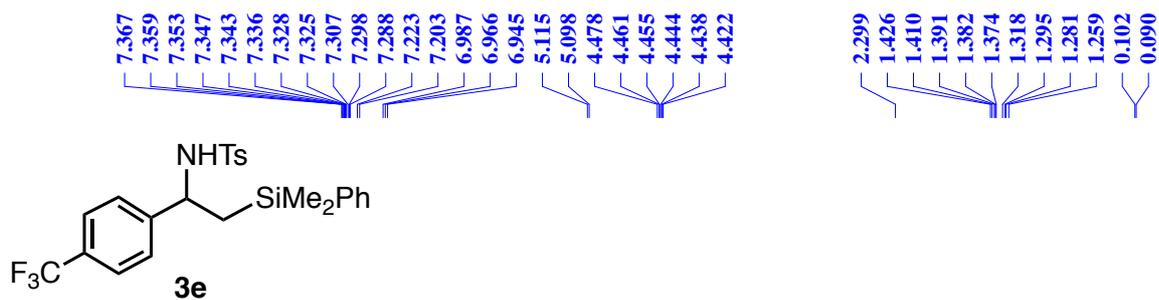 7.367 7.359 7.353 7.347 7.343 7.336 7.328 7.325 7.307 7.298 7.288 7.223 7.203 6.987 6.966 6.945 5.115 5.098 4.478 4.461 4.455 4.444 4.438 4.422 2.299 1.426 1.410 1.391 1.382 1.374 1.318 1.295 1.281 1.259 0.102 0.090
NHTs
SiMe2Ph
F3C
3e